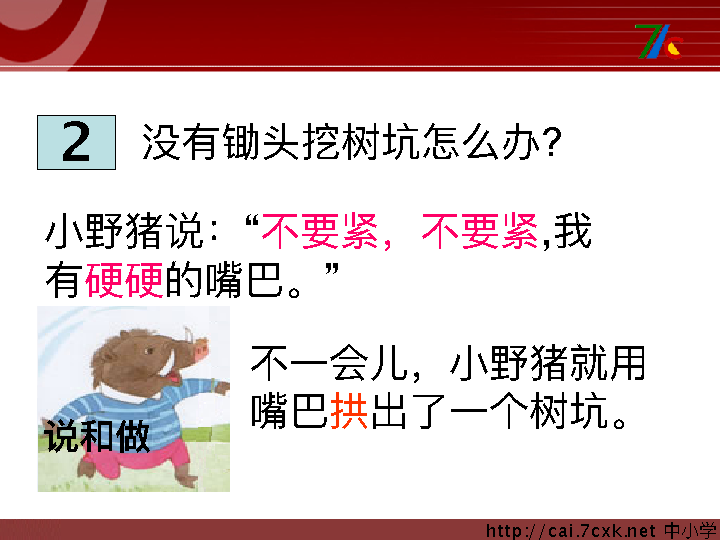 7c
2
没有锄头挖树坑怎么办?
小野猪说：“不要紧，不要紧,我
有硬硬的嘴巴。”
不一会儿，小野猪就用
嘴巴拱出了一个树坑。
说和做
http://cai.7cxk.net 中小学